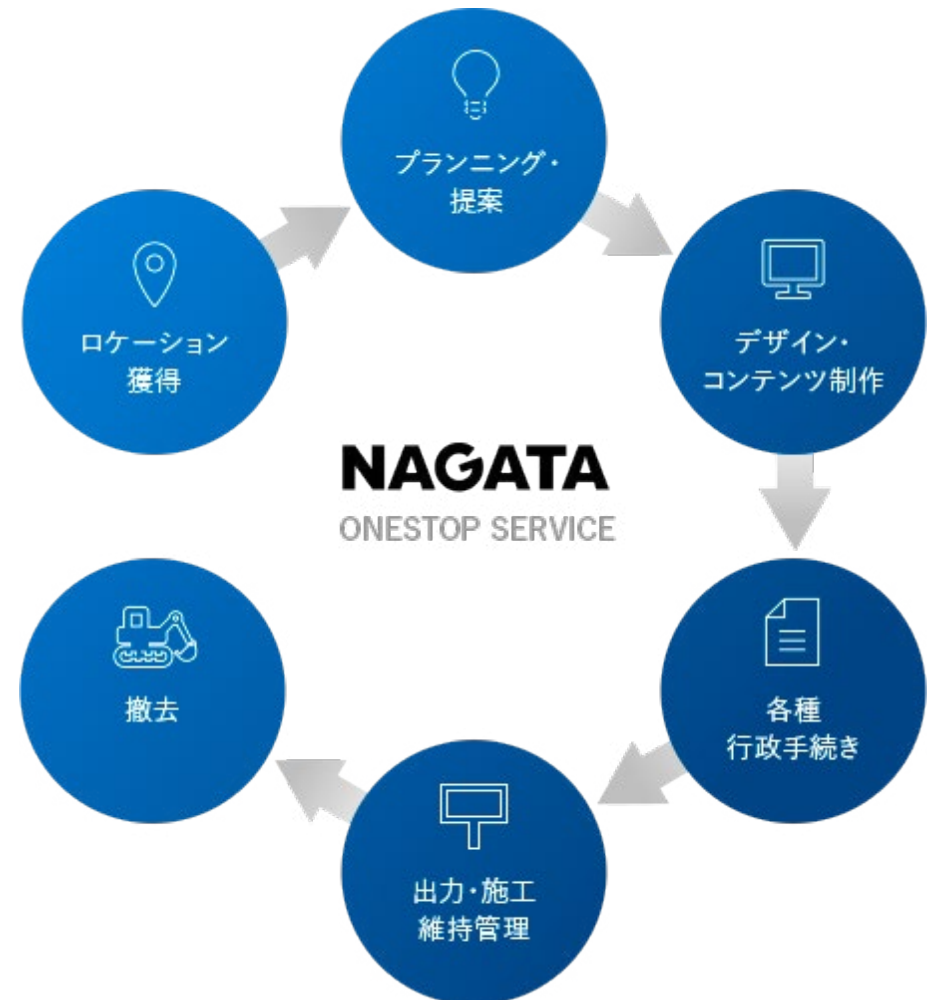 プランニング・
提案
ロケーション
獲得
デザイン・
コンテンツ制作
NAGATA
ONESTOP SERVICE
撤去
各種
行政手続き
出力・施工
維持管理